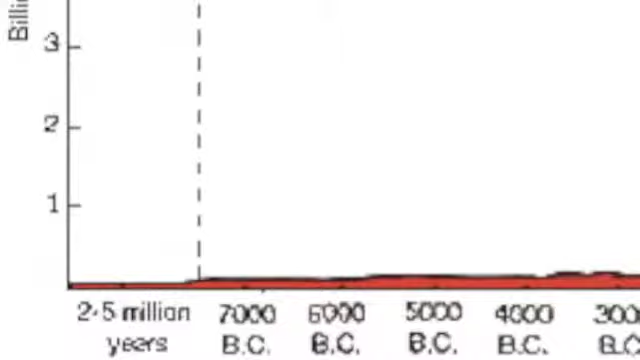 Billi
3
2
1
2-5 million
years
7000
B.C.
6000
B.C.
5000
B.C.
4000
B.C.
300
B.C